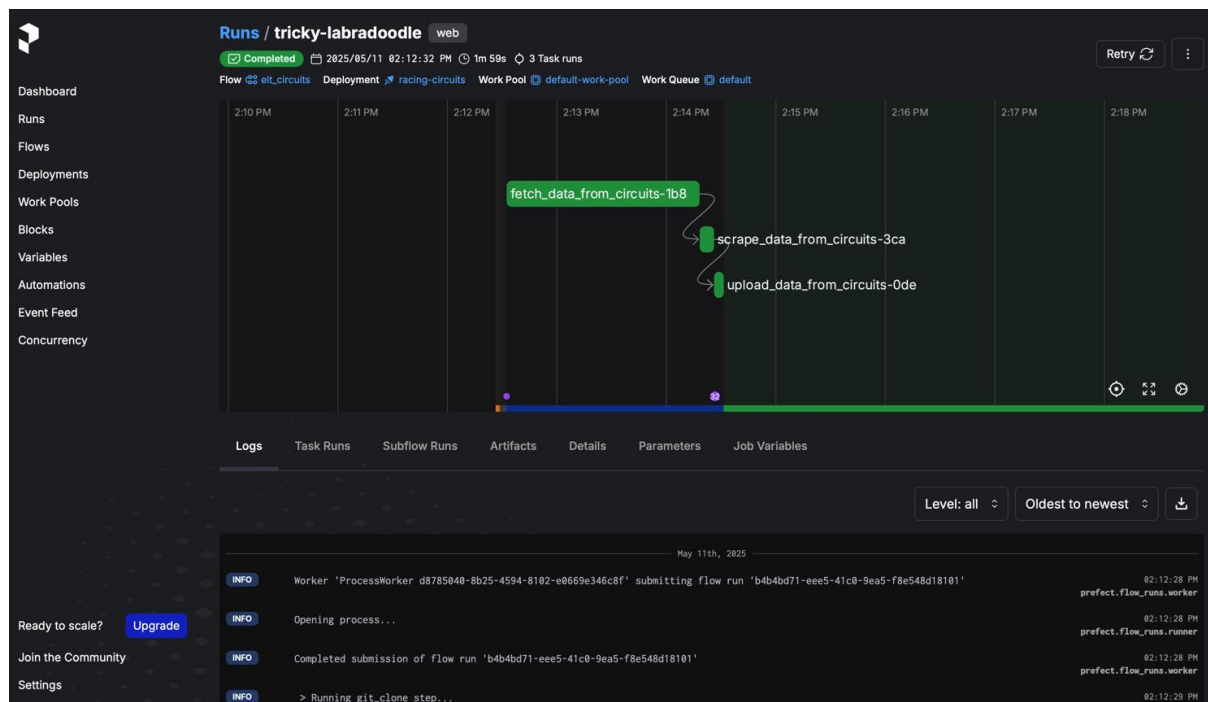 Runs / tricky-labradoodle web
Completed 2025/05/11 02:12:32 PM 1m 59s 3 Task runs
Flow elt_circuits Deployment racing-circuits Work Pool default-work-pool Work Queue default
Retry
Dashboard
Runs
Flows
Deployments
Work Pools
Blocks
Variables
Automations
Event Feed
Concurrency
2:10 PM 2:11 PM 2:12 PM 2:13 PM 2:14 PM 2:15 PM 2:16 PM 2:17 PM 2:18 PM
fetch_data_from_circuits-1b8
scrape_data_from_circuits-3ca
upload_data_from_circuits-0de
32
Logs Task Runs Subflow Runs Artifacts Details Parameters Job Variables
Level: all Oldest to newest
May 11th, 2025
INFO Worker 'ProcessWorker d8785040-8b25-4594-8102-e0669e346c8f' submitting flow run 'b4b4bd71-eee5-41c0-9ea5-f8e548d18101' 02:12:28 PM
prefect.flow_runs.worker
INFO Opening process... 02:12:28 PM
prefect.flow_runs.runner
INFO Completed submission of flow run 'b4b4bd71-eee5-41c0-9ea5-f8e548d18101' 02:12:28 PM
prefect.flow_runs.worker
INFO > Running git_clone step... 02:12:29 PM
Ready to scale? Upgrade
Join the Community
Settings